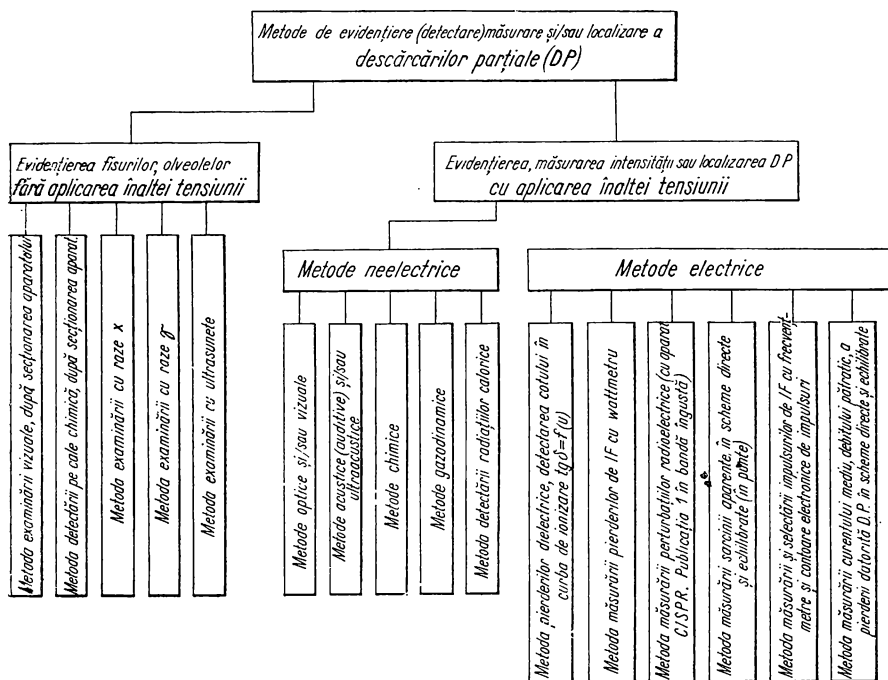 Metode de evidențiere (detectare) măsurare și/sau localizare a
descărcărilor parțiale (DP)
Evidențierea fisurilor, olveolelor
fără aplicarea înaltei tensiunii
Evidențierea, măsurarea intensității sau localizarea DP
cu aplicarea înaltei tensiunii
Metoda examinării vizuale, după secționarea aparatului
Metoda detectării pe cale chimică, după secționarea aparat.
Metoda examinării cu raze x
Metoda examinării cu raze γ
Metoda examinării cu ultrasunete
Metode neelectrice
Metode optice și/sau vizuale
Metode acustice (auditive) și/sau
ultraacustice
Metode chimice
Metode gazodinamice
Metoda detectării radiațiilor calorice
Metode electrice
Metoda pierderilor dielectrice, detectarea cotului în
curba de ionizare tg δ=f(u)
Metoda măsurării pierderilor de IF cu wattmetru
Metoda măsurării perturbațiilor radioelectrice (cu aparat
CISPR. Publicația 1 în bandă îngustă)
Metoda măsurării sarcinii aparente, în scheme directe
și echilibrate (în punte)
Metoda măsurării și selectării impulsurilor de IF cu frecvent-
metre și contoare electronice de impulsuri
Metoda măsurării curentului mediu, debitului pătratic, a
pierderii datorită D.P. în scheme directe și echilibrate